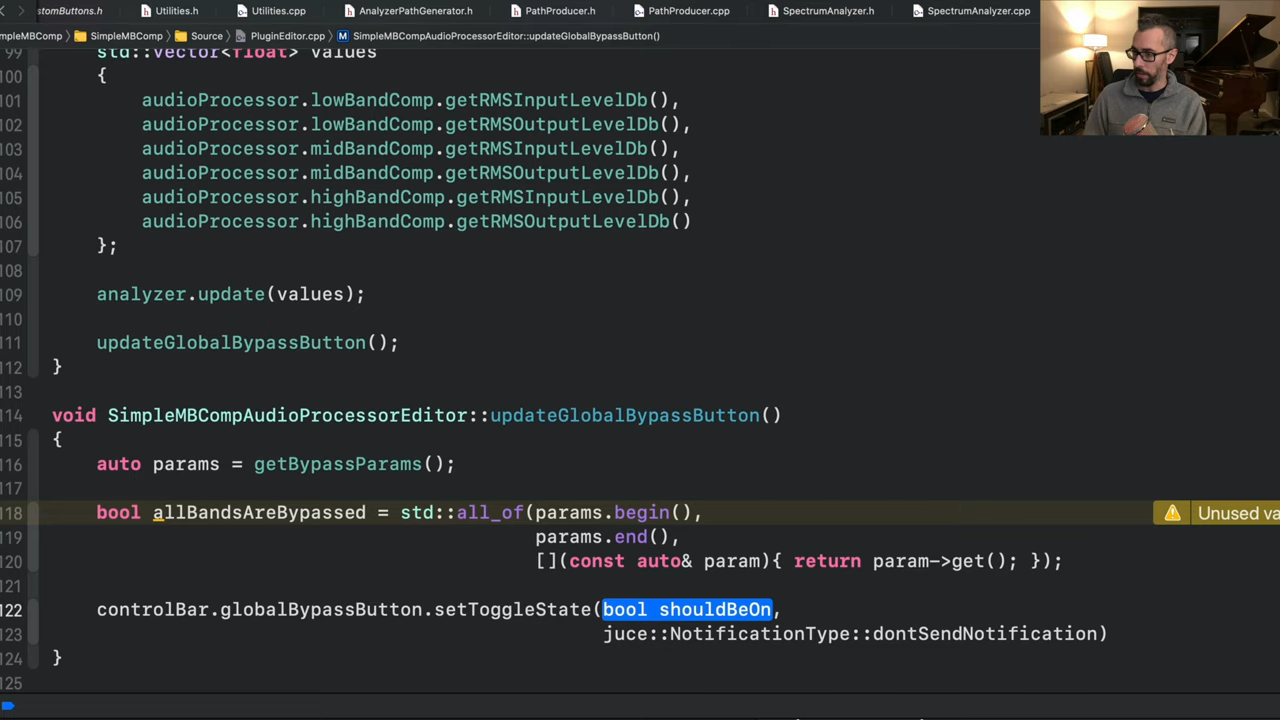 stomButtons.h Utilities.h Utilities.cpp AnalyzerPathGenerator.h PathProducer.h PathProducer.cpp SpectrumAnalyzer.h SpectrumAnalyzer.cpp
mpleMBComp SimpleMBComp Source PluginEditor.cpp M SimpleMBCompAudioProcessorEditor::updateGlobalBypassButton()
99 std::vector<float> values
100 {
101 audioProcessor.lowBandComp.getRMSInputLevelDb(),
102 audioProcessor.lowBandComp.getRMSOutputLevelDb(),
103 audioProcessor.midBandComp.getRMSInputLevelDb(),
104 audioProcessor.midBandComp.getRMSOutputLevelDb(),
105 audioProcessor.highBandComp.getRMSInputLevelDb(),
106 audioProcessor.highBandComp.getRMSOutputLevelDb()
107 };
108
109 analyzer.update(values);
110
111 updateGlobalBypassButton();
112 }
113
114 void SimpleMBCompAudioProcessorEditor::updateGlobalBypassButton()
115 {
116 auto params = getBypassParams();
117
118 bool allBandsAreBypassed = std::all_of(params.begin(), Unused va
119 params.end(),
120 [](const auto& param){ return param->get(); });
121
122 controlBar.globalBypassButton.setToggleState(bool shouldBeOn,
123 juce::NotificationType::dontSendNotification)
124 }
125